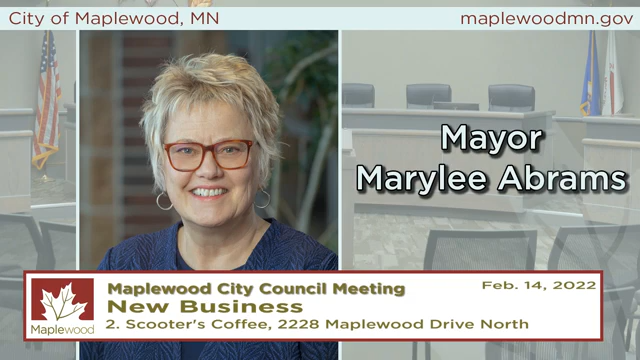 City of Maplewood, MN
maplewoodmn.gov
Mayor
Marylee Abrams
Maplewood City Council Meeting
Feb. 14, 2022
New Business
2. Scooter's Coffee, 2228 Maplewood Drive North
Maplewood